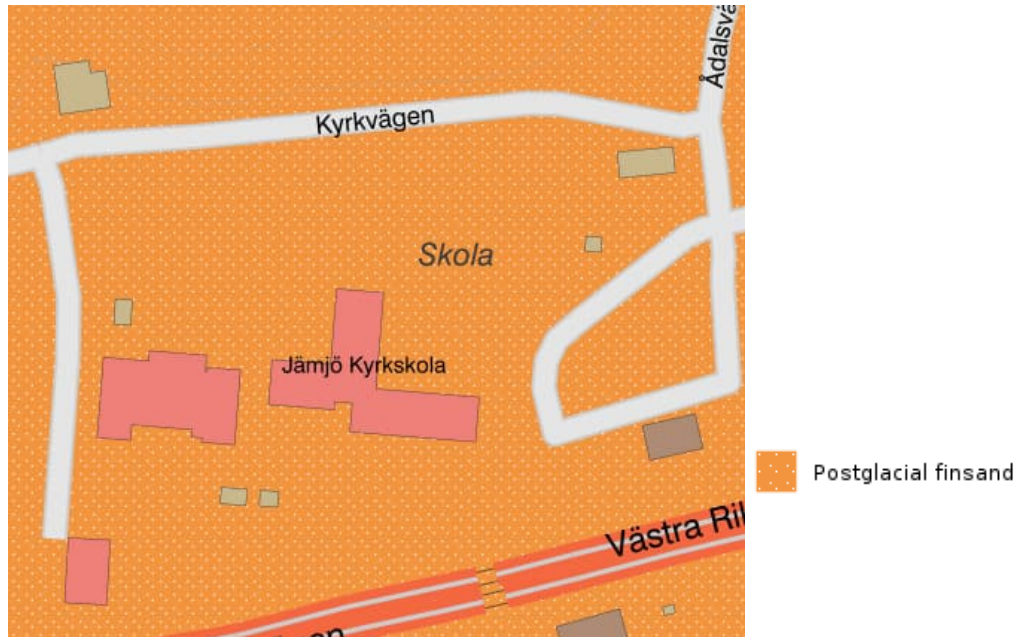 Ådalsvä
Kyrkvägen
Skola
Jämjö Kyrkskola
Postglacial finsand
Västra Ri